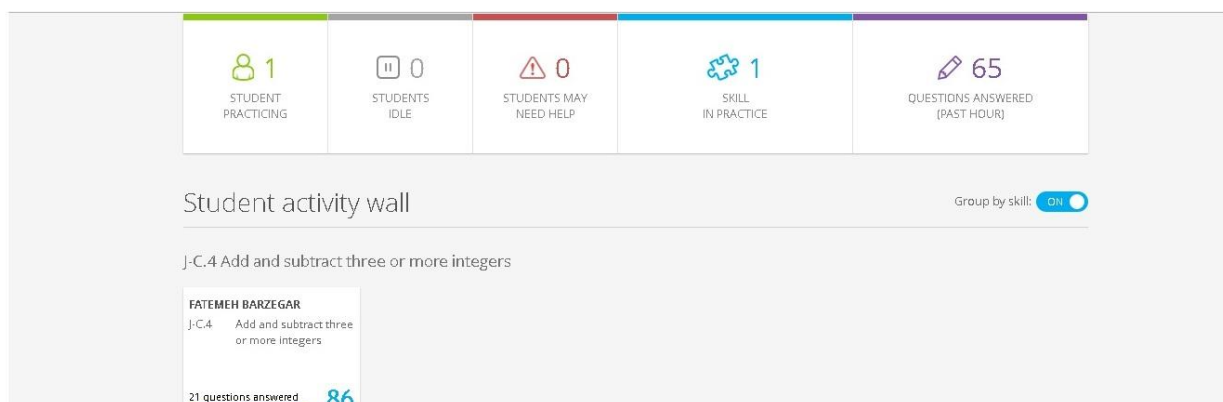 1
STUDENT
PRACTICING
0
STUDENTS
IDLE
0
STUDENTS MAY
NEED HELP
1
SKILL
IN PRACTICE
65
QUESTIONS ANSWERED
(PAST HOUR)
Student activity wall
Group by skill: ON
J-C.4 Add and subtract three or more integers
FATEMEH BARZEGAR
J-C.4 Add and subtract three
or more integers
21 questions answered 86